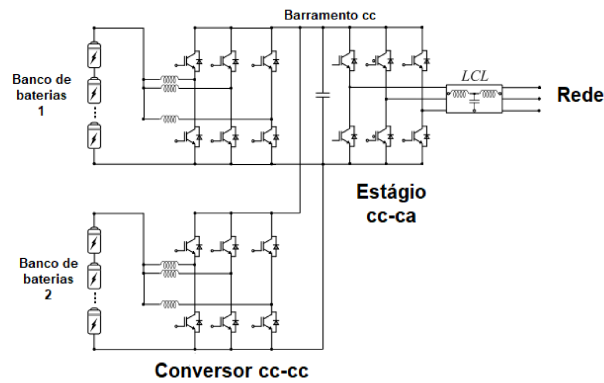 Barramento cc
Banco de
baterias
1
LCL
Rede
Estágio
cc-ca
Banco de
baterias
2
Conversor cc-cc